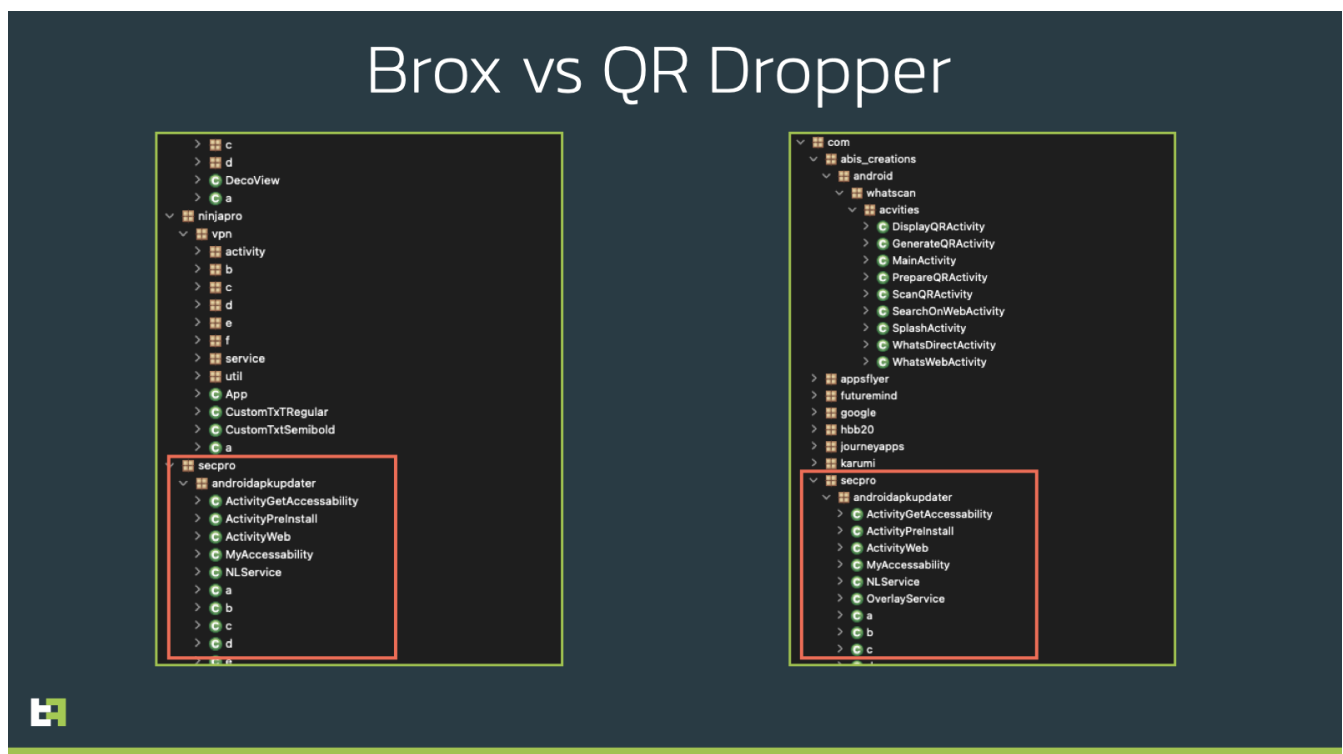 Brox vs QR Dropper
c
d
DecoView
a
ninjapro
vpn
activity
b
c
d
e
f
service
util
App
CustomTxTRegular
CustomTxtSemibold
a
secpro
androidapkupdater
ActivityGetAccessability
ActivityPreInstall
ActivityWeb
MyAccessability
NLService
a
b
c
d
e
com
abis_creations
android
whatscan
acvities
DisplayQRActivity
GenerateQRActivity
MainActivity
PrepareQRActivity
ScanQRActivity
SearchOnWebActivity
SplashActivity
WhatsDirectActivity
WhatsWebActivity
appsflyer
futuremind
google
hbb20
journeyapps
karumi
secpro
androidapkupdater
ActivityGetAccessability
ActivityPreInstall
ActivityWeb
MyAccessability
NLService
OverlayService
a
b
c